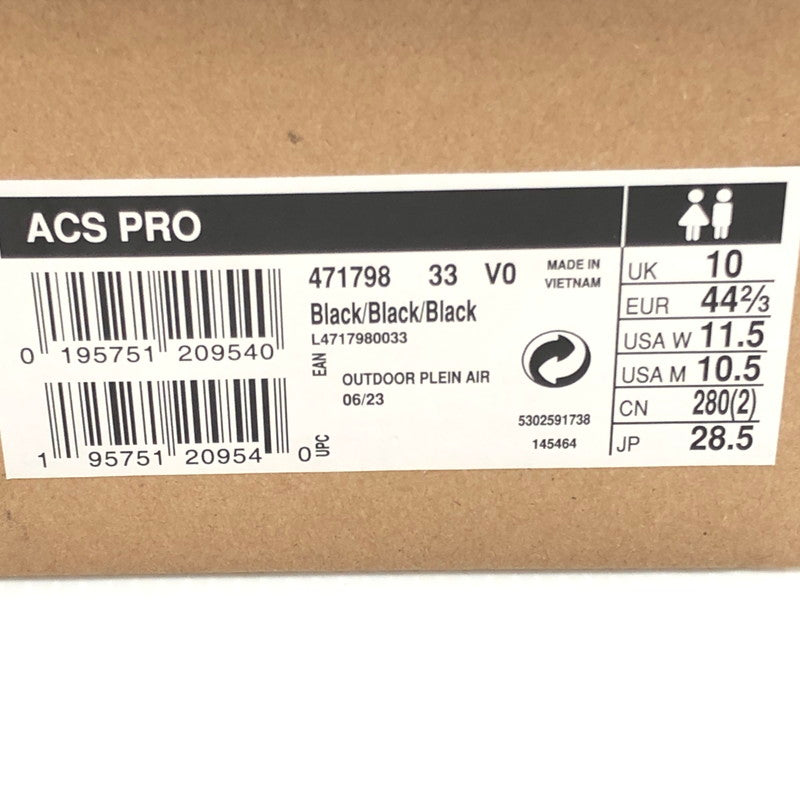 ACS PRO
471798 33 V0
MADE IN
VIETNAM
Black/Black/Black
L4717980033
0 195751 209540
EAN
OUTDOOR PLEIN AIR
06/23
1 95751 20954 0
UPC
5302591738
145464
UK 10
EUR 44⅔
USA W 11.5
USA M 10.5
CN 280(2)
JP 28.5